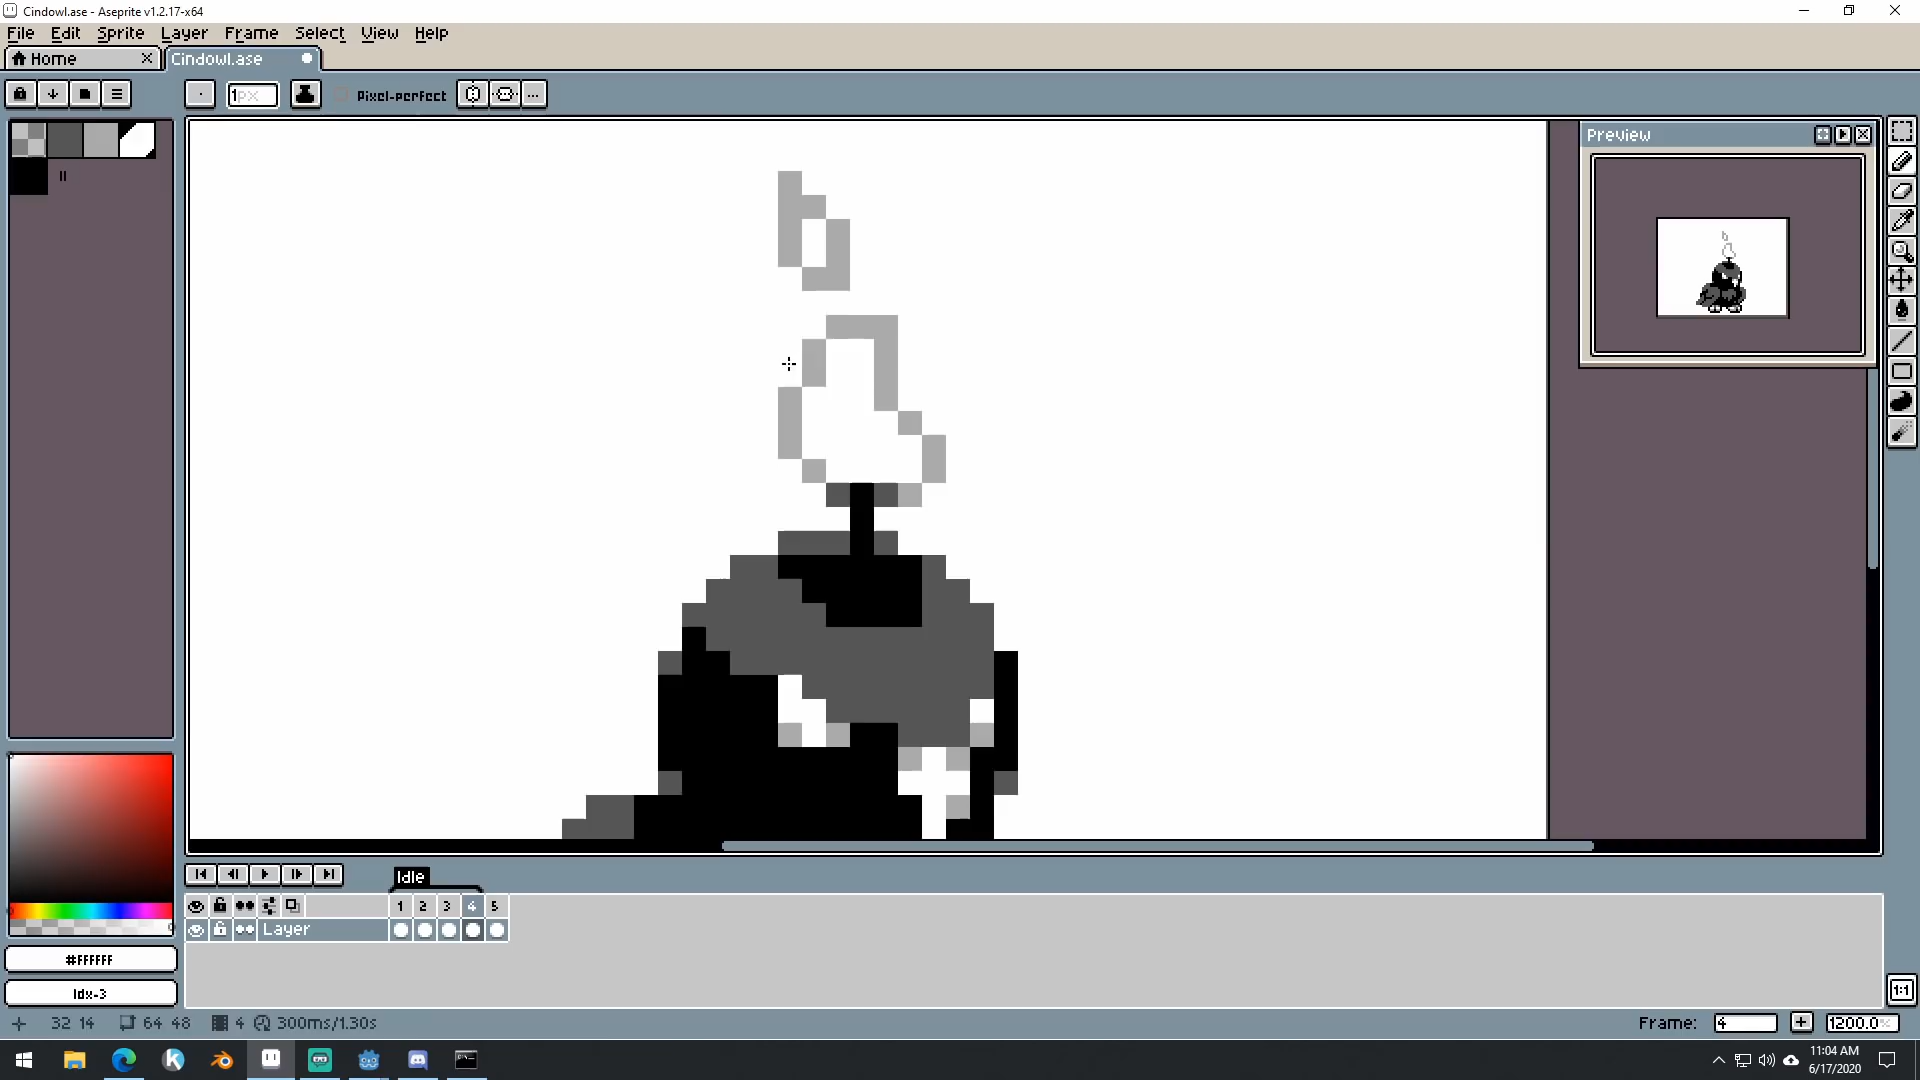 Cindowl.ase - Aseprite v1.2.17-x64
File Edit Sprite Layer Frame Select View Help
Home Cindowl.ase
1px Pixel-perfect
Preview
Idle
1 2 3 4 5
Layer
#FFFFFF
Idx-3
32 14 64 48 4 300ms/1.30s Frame: 4 1200.0% 1:1
11:04 AM
6/17/2020